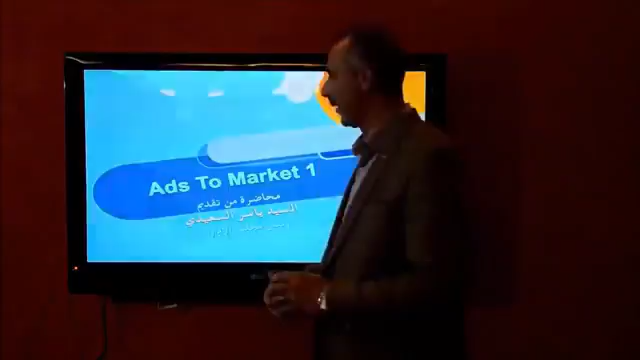 Ads To Market 1
محاضرة من تقديم
السيد ياسر السعيدي